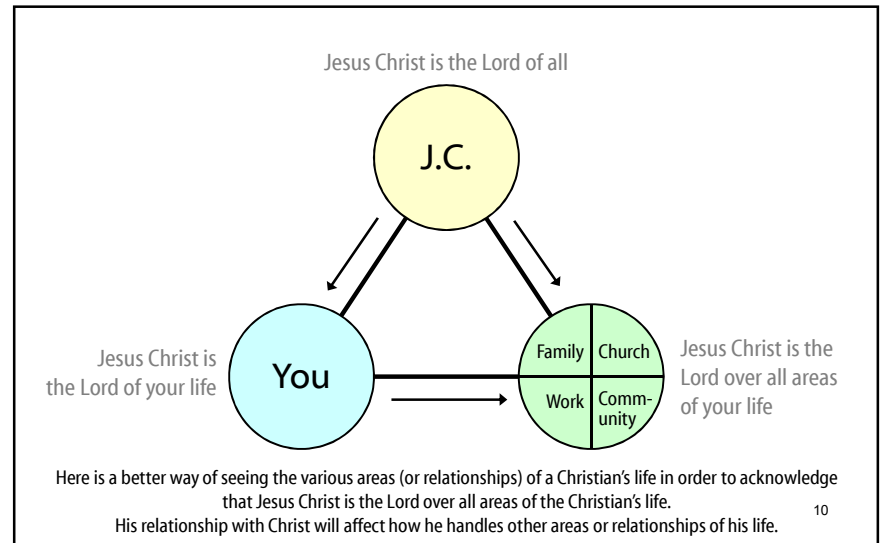 Jesus Christ is the Lord of all
J.C.
Jesus Christ is
the Lord of your life
You
Family
Church
Work
Comm-
unity
Jesus Christ is the
Lord over all areas
of your life
Here is a better way of seeing the various areas (or relationships) of a Christian's life in order to acknowledge
that Jesus Christ is the Lord over all areas of the Christian's life.
His relationship with Christ will affect how he handles other areas or relationships of his life.
10